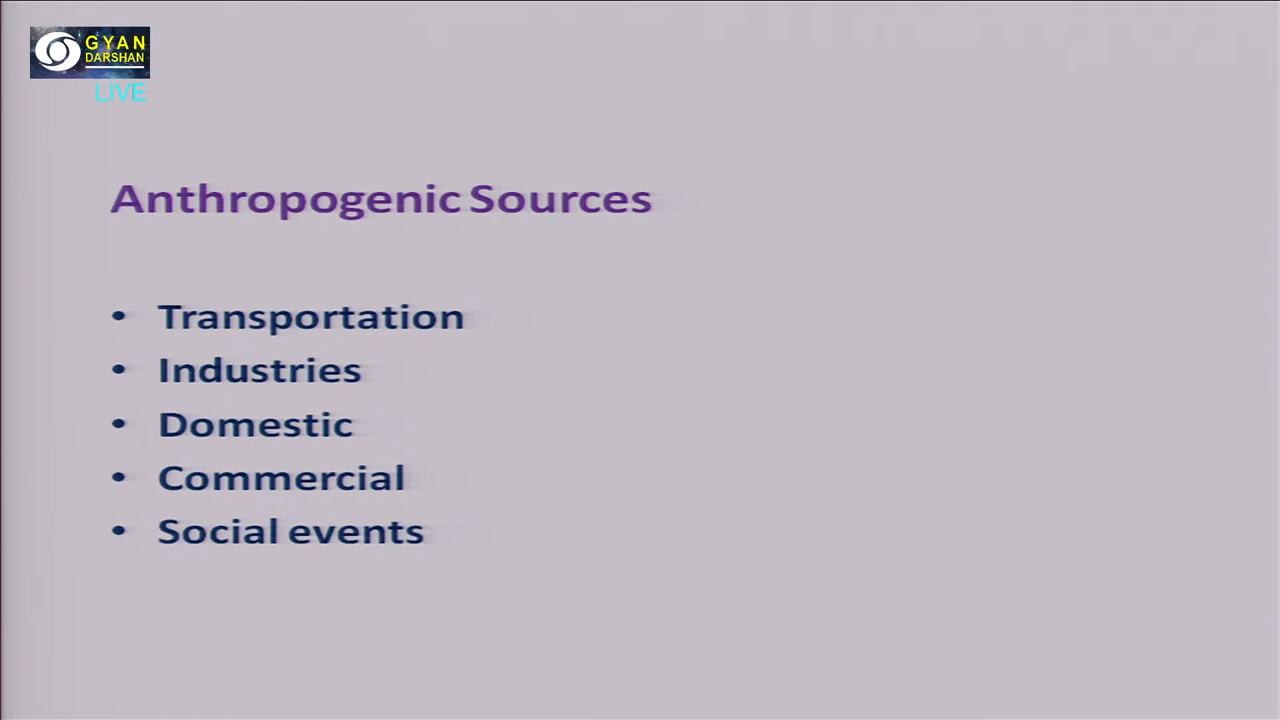 GYAN
DARSHAN
LIVE
Anthropogenic Sources
• Transportation
• Industries
• Domestic
• Commercial
• Social events